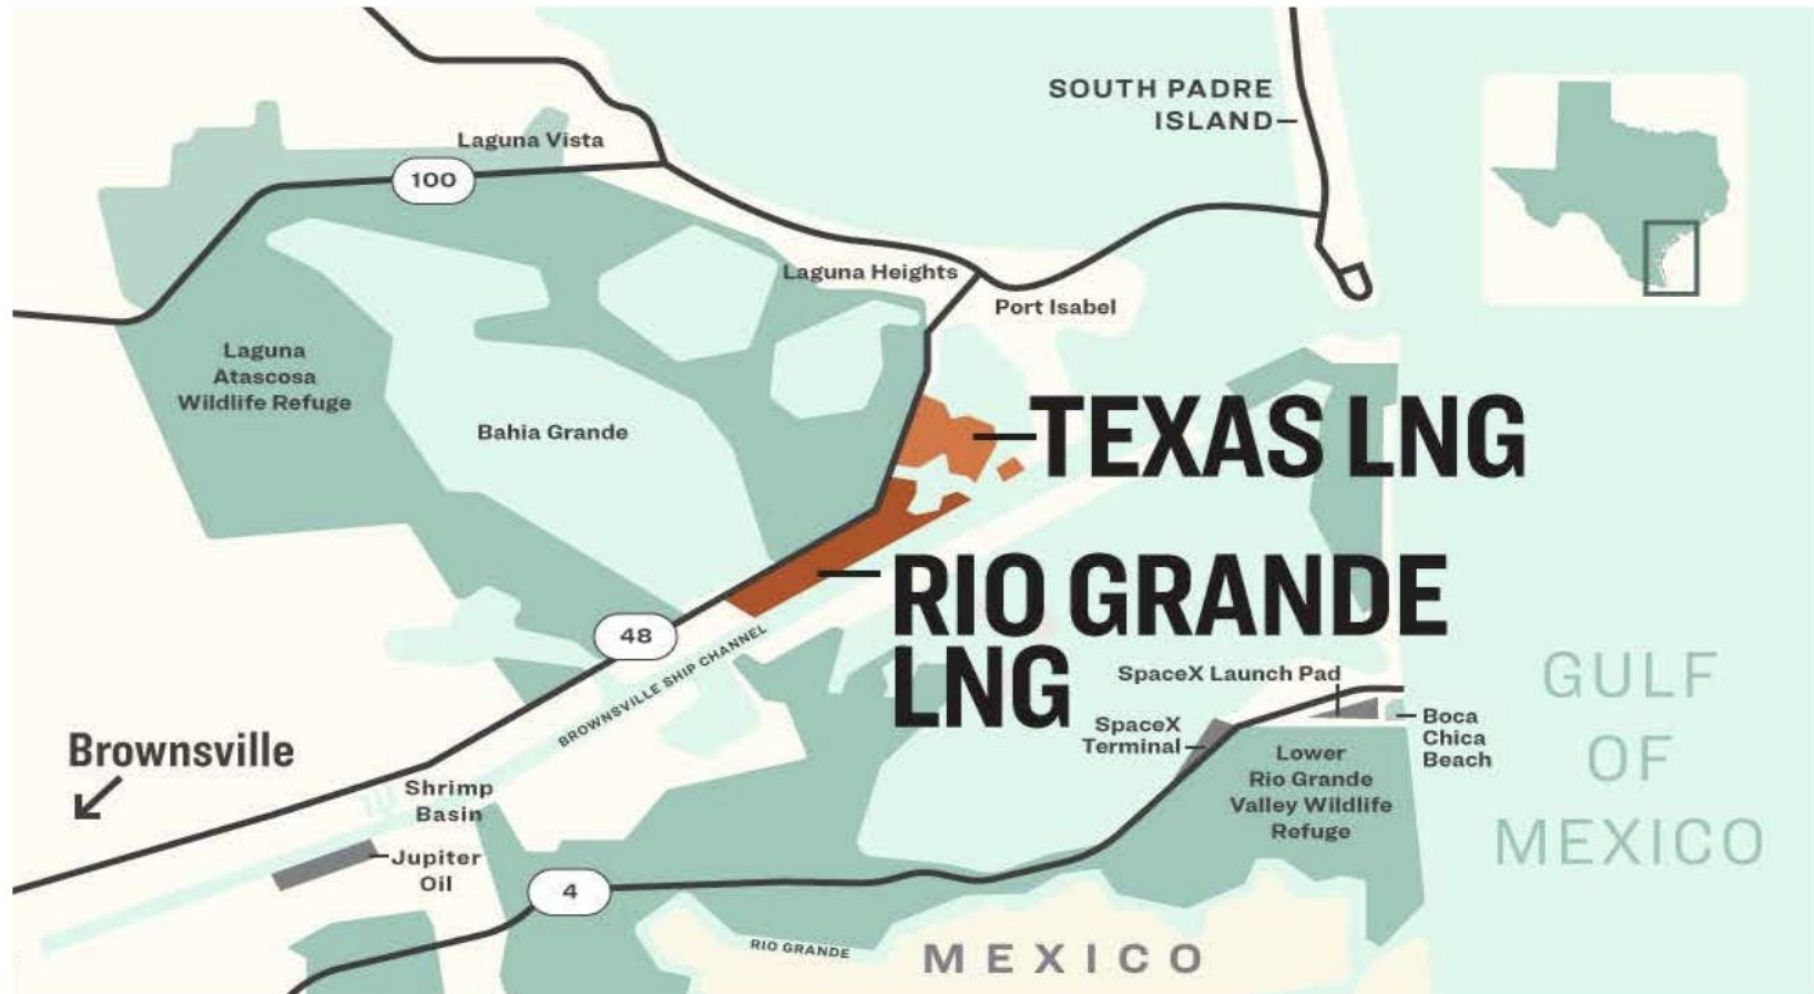 SOUTH PADRE
ISLAND
Laguna Vista
100
Laguna Heights
Port Isabel
Laguna
Atascosa
Wildlife Refuge
Bahia Grande
TEXAS LNG
RIO GRANDE
LNG
48
BROWNSVILLE SHIP CHANNEL
SpaceX Launch Pad
SpaceX
Terminal
Boca
Chica
Beach
GULF
OF
MEXICO
Brownsville
Shrimp
Basin
Lower
Rio Grande
Valley Wildlife
Refuge
Jupiter
Oil
4
RIO GRANDE
MEXICO